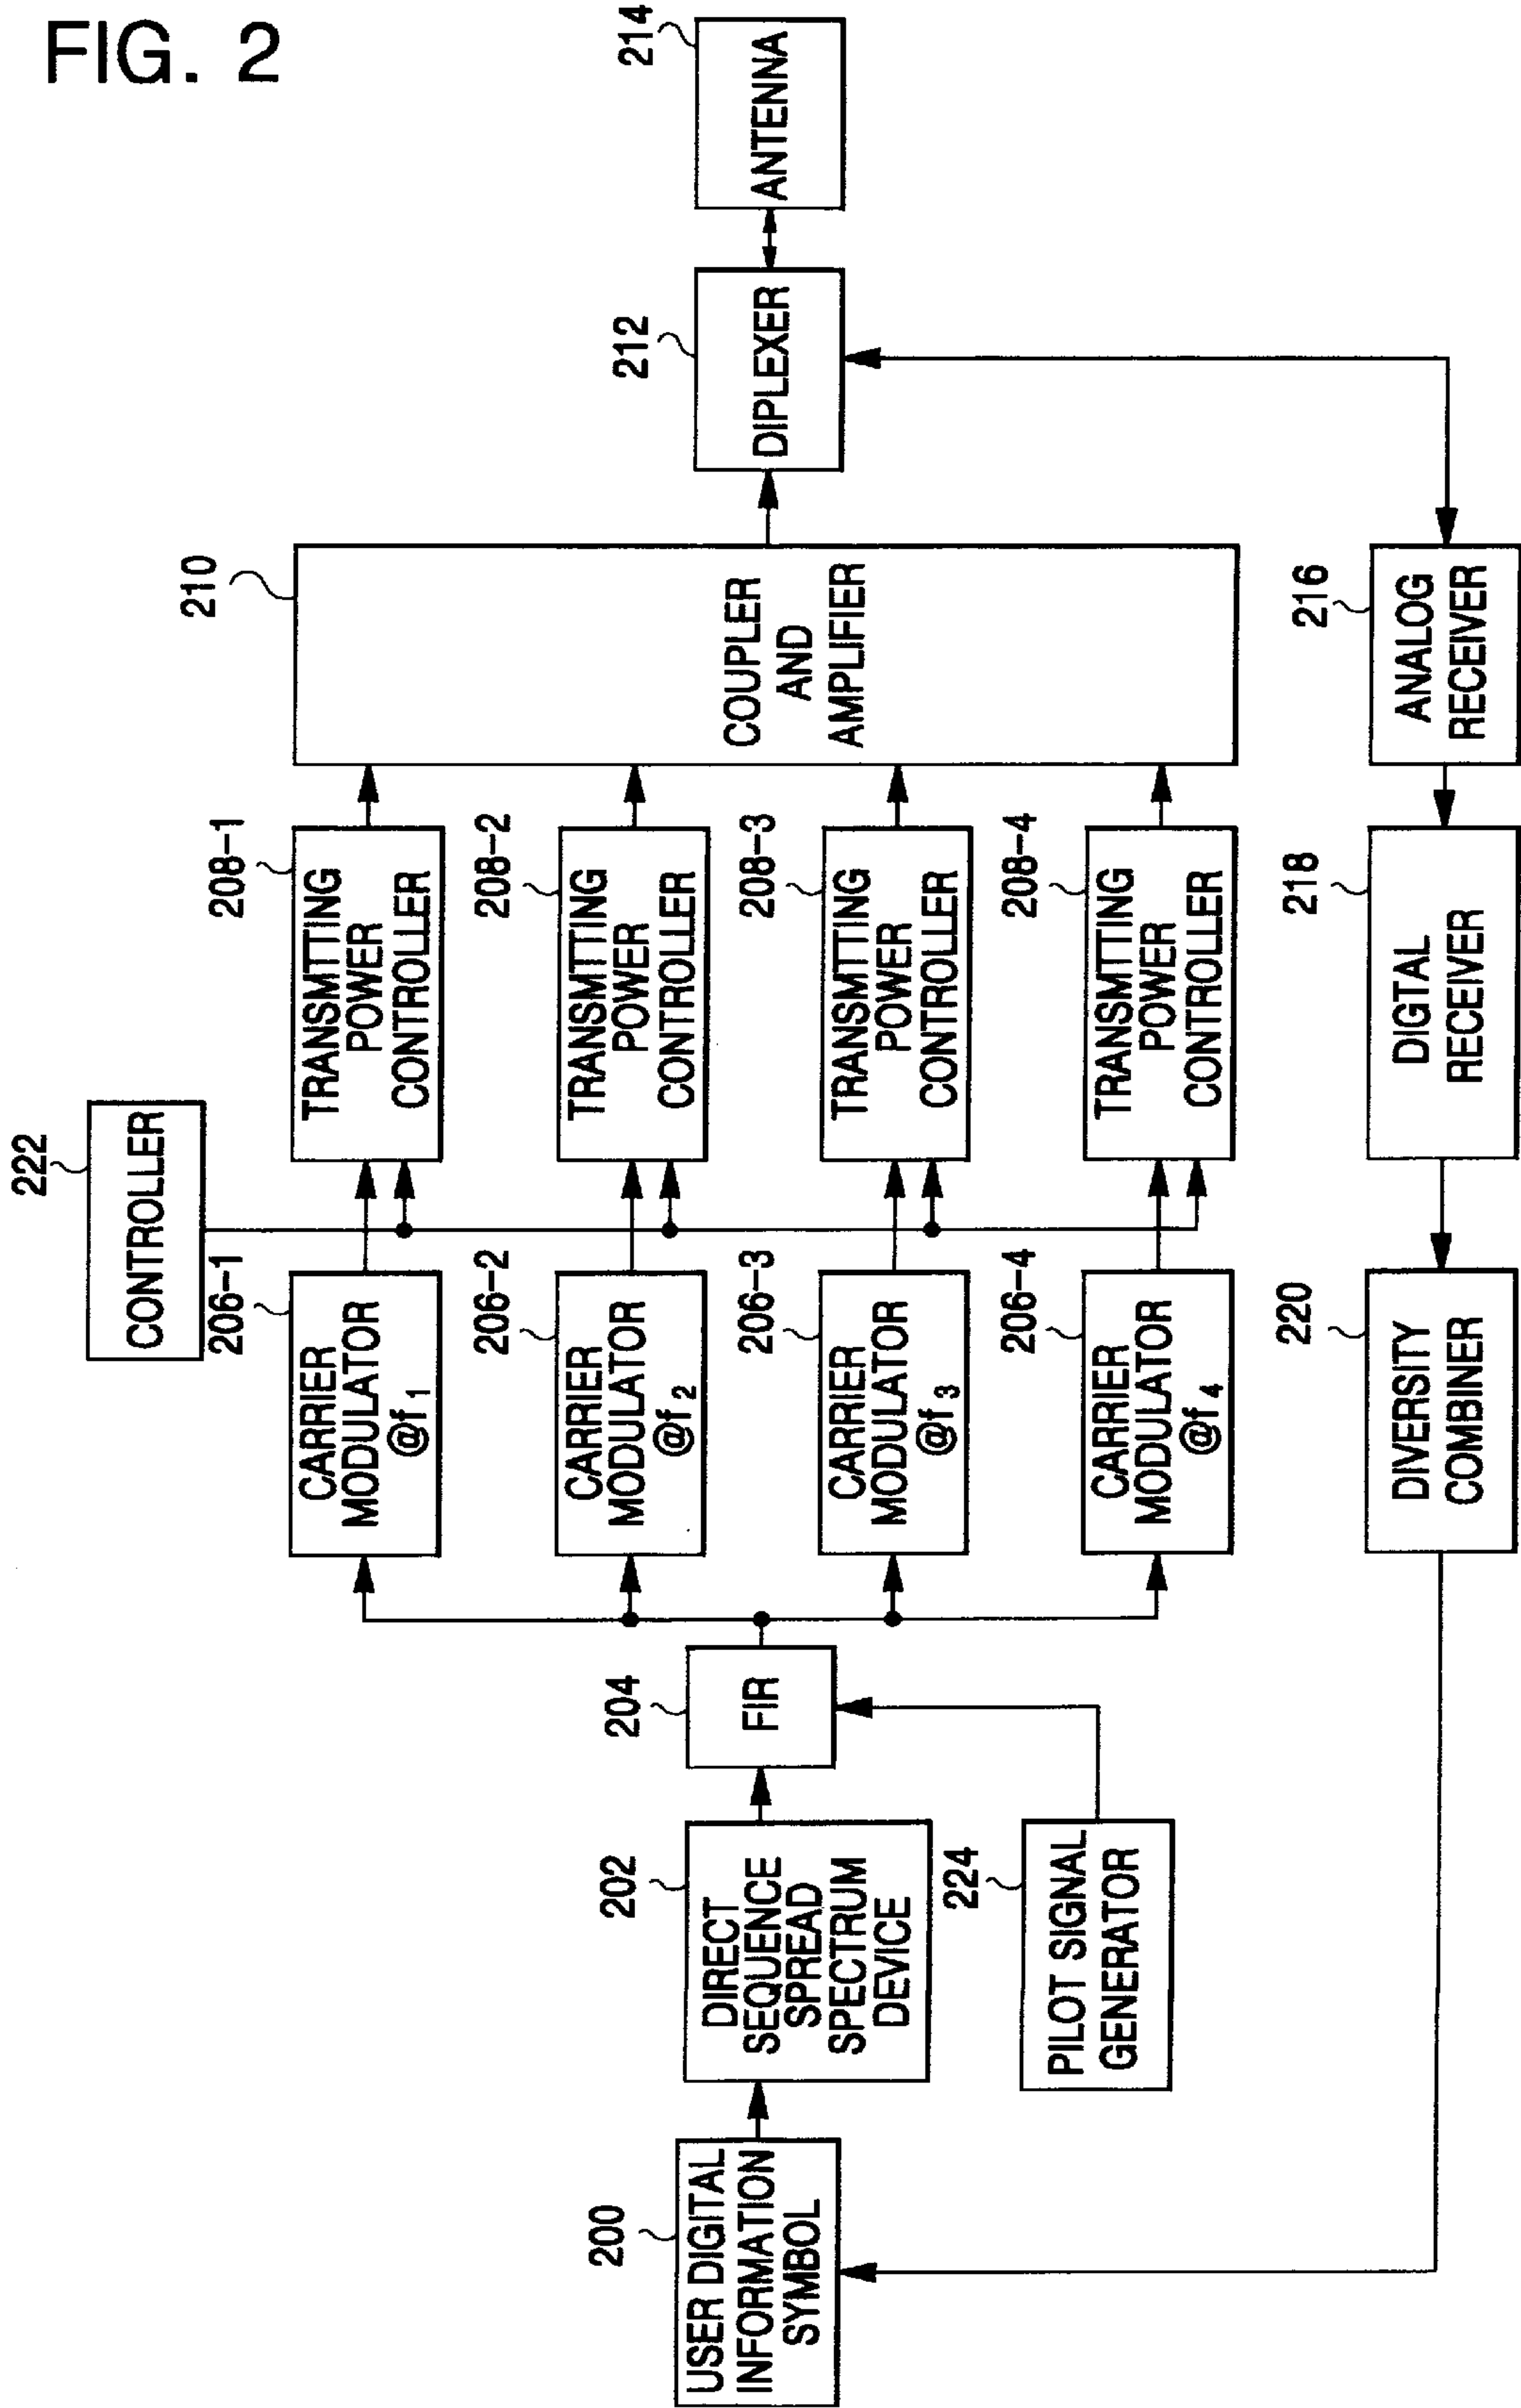 FIG. 2
222
CONTROLLER
200
USER DIGITAL
INFORMATION
SYMBOL
202
DIRECT
SEQUENCE
SPREAD
SPECTRUM
DEVICE
204
FIR
224
PILOT SIGNAL
GENERATOR
206-1
CARRIER
MODULATOR
@f1
206-2
CARRIER
MODULATOR
@f2
206-3
CARRIER
MODULATOR
@f3
206-4
CARRIER
MODULATOR
@f4
208-1
TRANSMTTING
POWER
CONTROLLER
208-2
TRANSMTTING
POWER
CONTROLLER
208-3
TRANSMTTING
POWER
CONTROLLER
208-4
TRANSMTTING
POWER
CONTROLLER
210
COUPLER
AND
AMPLIFIER
212
DIPLEXER
214
ANTENNA
216
ANALOG
RECEIVER
218
DIGTAL
RECEIVER
220
DIVERSITY
COMBINER